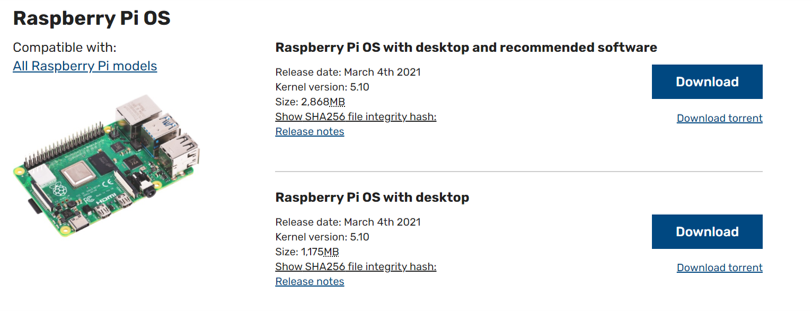 Raspberry Pi OS
Compatible with:
All Raspberry Pi models
Raspberry Pi OS with desktop and recommended software
Release date: March 4th 2021
Kernel version: 5.10
Size: 2,868MB
Show SHA256 file integrity hash:
Release notes
Download
Download torrent
Raspberry Pi OS with desktop
Release date: March 4th 2021
Kernel version: 5.10
Size: 1,175MB
Show SHA256 file integrity hash:
Release notes
Download
Download torrent
HDMI